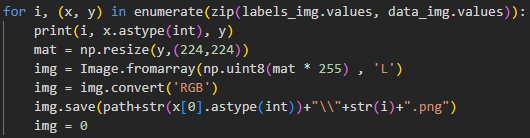 for i, (x, y) in enumerate(zip(labels_img.values, data_img.values)):
    print(i, x.astype(int), y)
    mat = np.resize(y,(224,224))
    img = Image.fromarray(np.uint8(mat * 255) , 'L')
    img = img.convert('RGB')
    img.save(path+str(x[0].astype(int))+"\\"+str(i)+".png")
    img = 0